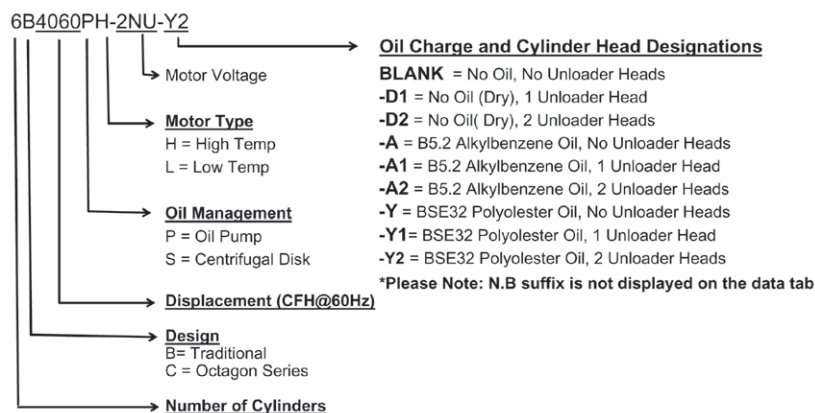 6B4060PH-2NU-Y2
Oil Charge and Cylinder Head Designations
Motor Voltage
BLANK = No Oil, No Unloader Heads
-D1 = No Oil (Dry), 1 Unloader Head
-D2 = No Oil( Dry), 2 Unloader Heads
-A = B5.2 Alkylbenzene Oil, No Unloader Heads
-A1 = B5.2 Alkylbenzene Oil, 1 Unloader Head
-A2 = B5.2 Alkylbenzene Oil, 2 Unloader Heads
-Y = BSE32 Polyolester Oil, No Unloader Heads
-Y1= BSE32 Polyolester Oil, 1 Unloader Head
-Y2 = BSE32 Polyolester Oil, 2 Unloader Heads
*Please Note: N.B suffix is not displayed on the data tab
Motor Type
H = High Temp
L = Low Temp
Oil Management
P = Oil Pump
S = Centrifugal Disk
Displacement (CFH@60Hz)
Design
B= Traditional
C = Octagon Series
Number of Cylinders